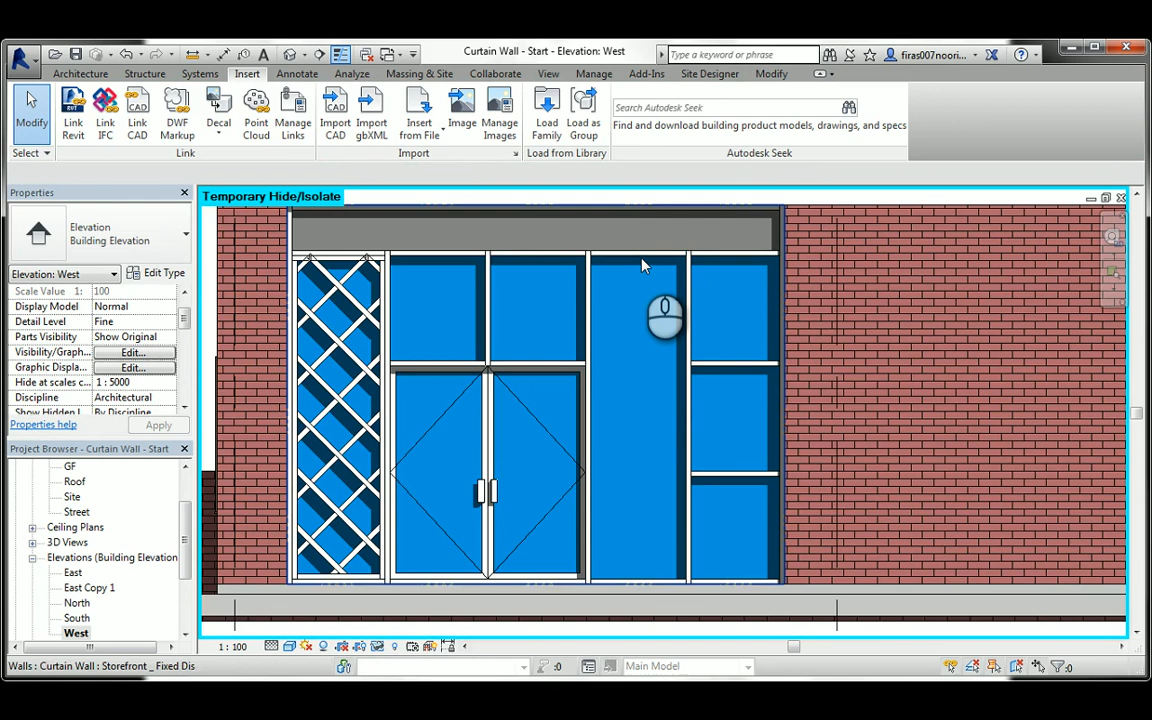 Curtain Wall - Start - Elevation: West
Type a keyword or phrase
firas007noori...
Architecture Structure Systems Insert Annotate Analyze Massing & Site Collaborate View Manage Add-Ins Site Designer Modify
Modify
Link Revit
Link IFC
Link CAD
DWF Markup
Decal
Point Cloud
Manage Links
Import CAD
Import gbXML
Insert from File
Image
Manage Images
Load Family
Load as Group
Search Autodesk Seek
Find and download building product models, drawings, and specs
Select
Link
Import
Load from Library
Autodesk Seek
Properties
Temporary Hide/Isolate
Elevation
Building Elevation
Elevation: West
Edit Type
Scale Value 1: 100
Display Model Normal
Detail Level Fine
Parts Visibility Show Original
Visibility/Graph... Edit...
Graphic Displa... Edit...
Hide at scales c... 1 : 5000
Discipline Architectural
Show Hidden L... By Discipline
Properties help
Apply
Project Browser - Curtain Wall - Start
GF
Roof
Site
Street
Ceiling Plans
3D Views
Elevations (Building Elevation
East
East Copy 1
North
South
West
1 : 100
Walls : Curtain Wall : Storefront _ Fixed Dis
:0
Main Model
:0